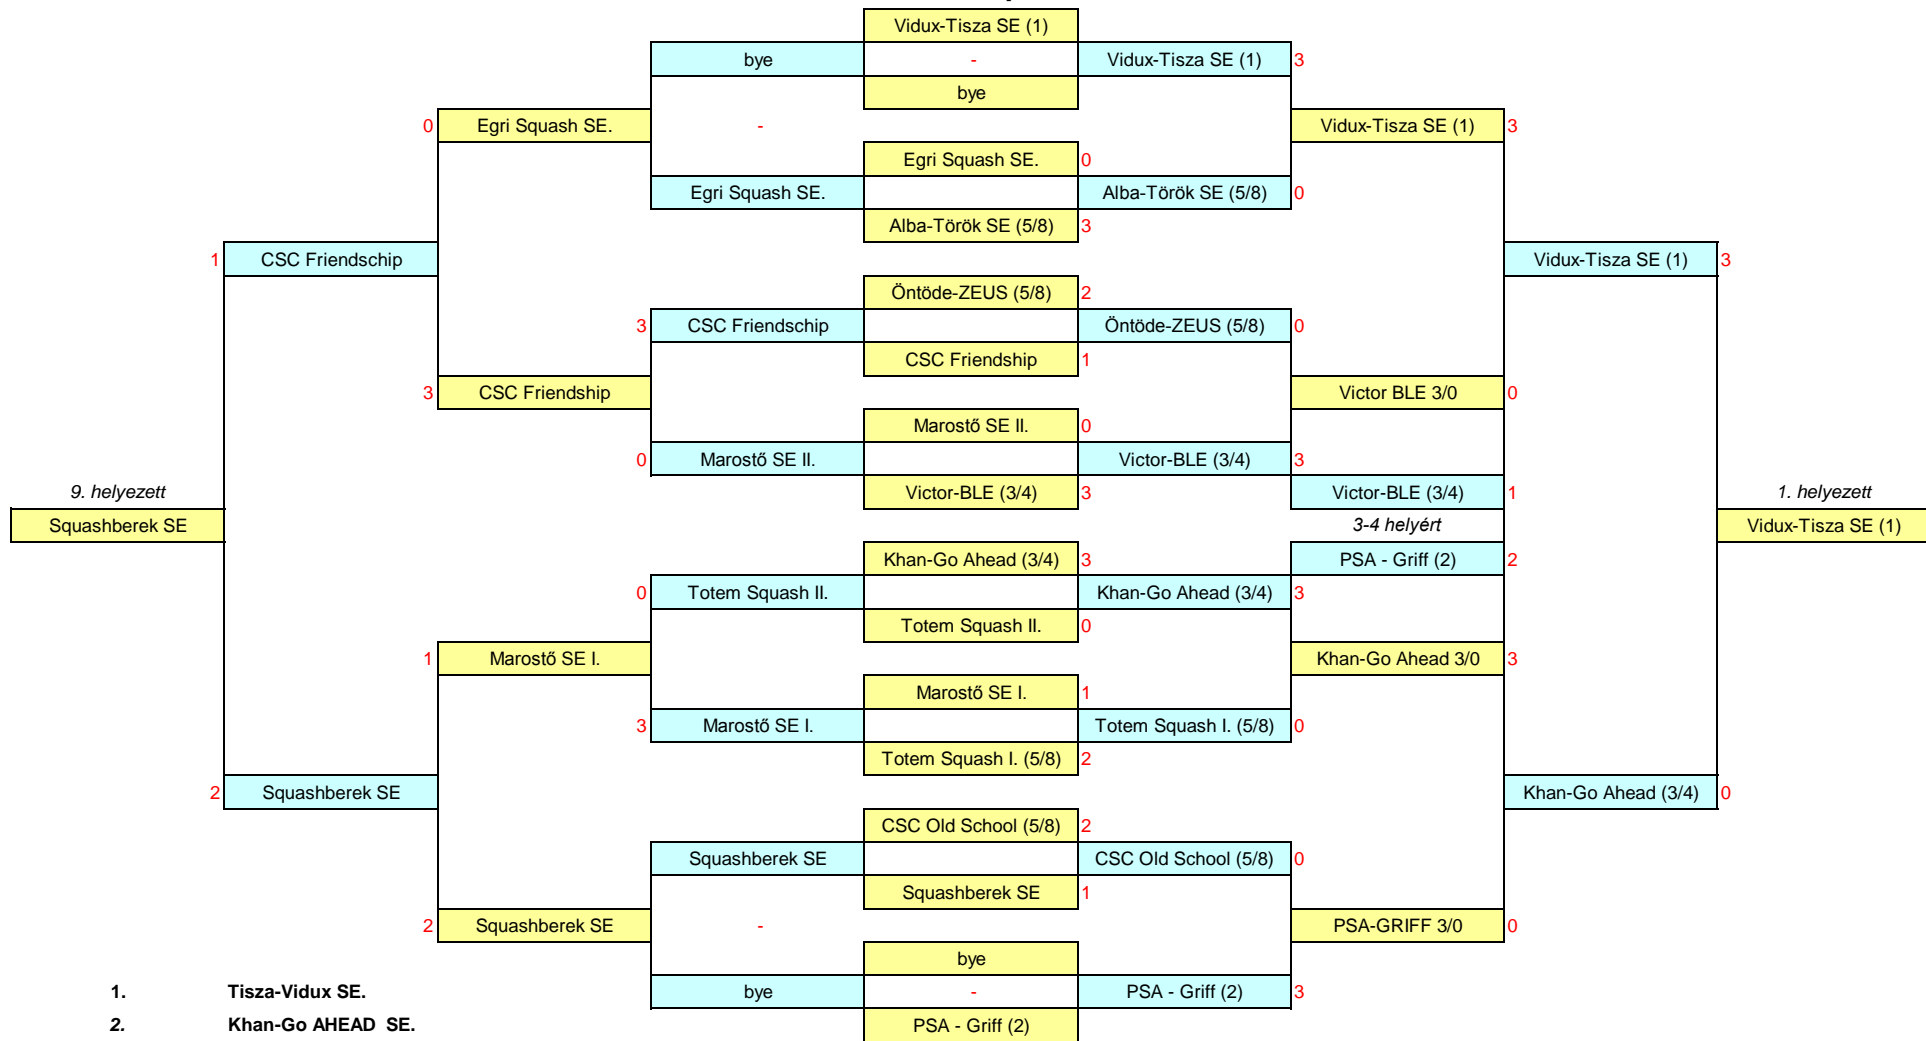 Vidux-Tisza SE (1)
bye - Vidux-Tisza SE (1) 3
bye
0 Egri Squash SE. - Vidux-Tisza SE (1) 3
Egri Squash SE. 0
Egri Squash SE. Alba-Török SE (5/8) 0
Alba-Török SE (5/8) 3
1 CSC Friendschip Vidux-Tisza SE (1) 3
Öntöde-ZEUS (5/8) 2
3 CSC Friendschip Öntöde-ZEUS (5/8) 0
CSC Friendship 1
3 CSC Friendship Victor BLE 3/0 0
Marostő SE II. 0
0 Marostő SE II. Victor-BLE (3/4) 3
9. helyezett Victor-BLE (3/4) 3 Victor-BLE (3/4) 1 1. helyezett
Squashberek SE 3-4 helyért Vidux-Tisza SE (1)
Khan-Go Ahead (3/4) 3 PSA - Griff (2) 2
0 Totem Squash II. Khan-Go Ahead (3/4) 3
Totem Squash II. 0
1 Marostő SE I. Khan-Go Ahead 3/0 3
Marostő SE I. 1
3 Marostő SE I. Totem Squash I. (5/8) 0
Totem Squash I. (5/8) 2
2 Squashberek SE Khan-Go Ahead (3/4) 0
CSC Old School (5/8) 2
Squashberek SE CSC Old School (5/8) 0
Squashberek SE 1
2 Squashberek SE - PSA-GRIFF 3/0 0
bye
1. Tisza-Vidux SE. bye - PSA - Griff (2) 3
2. Khan-Go AHEAD SE. PSA - Griff (2)